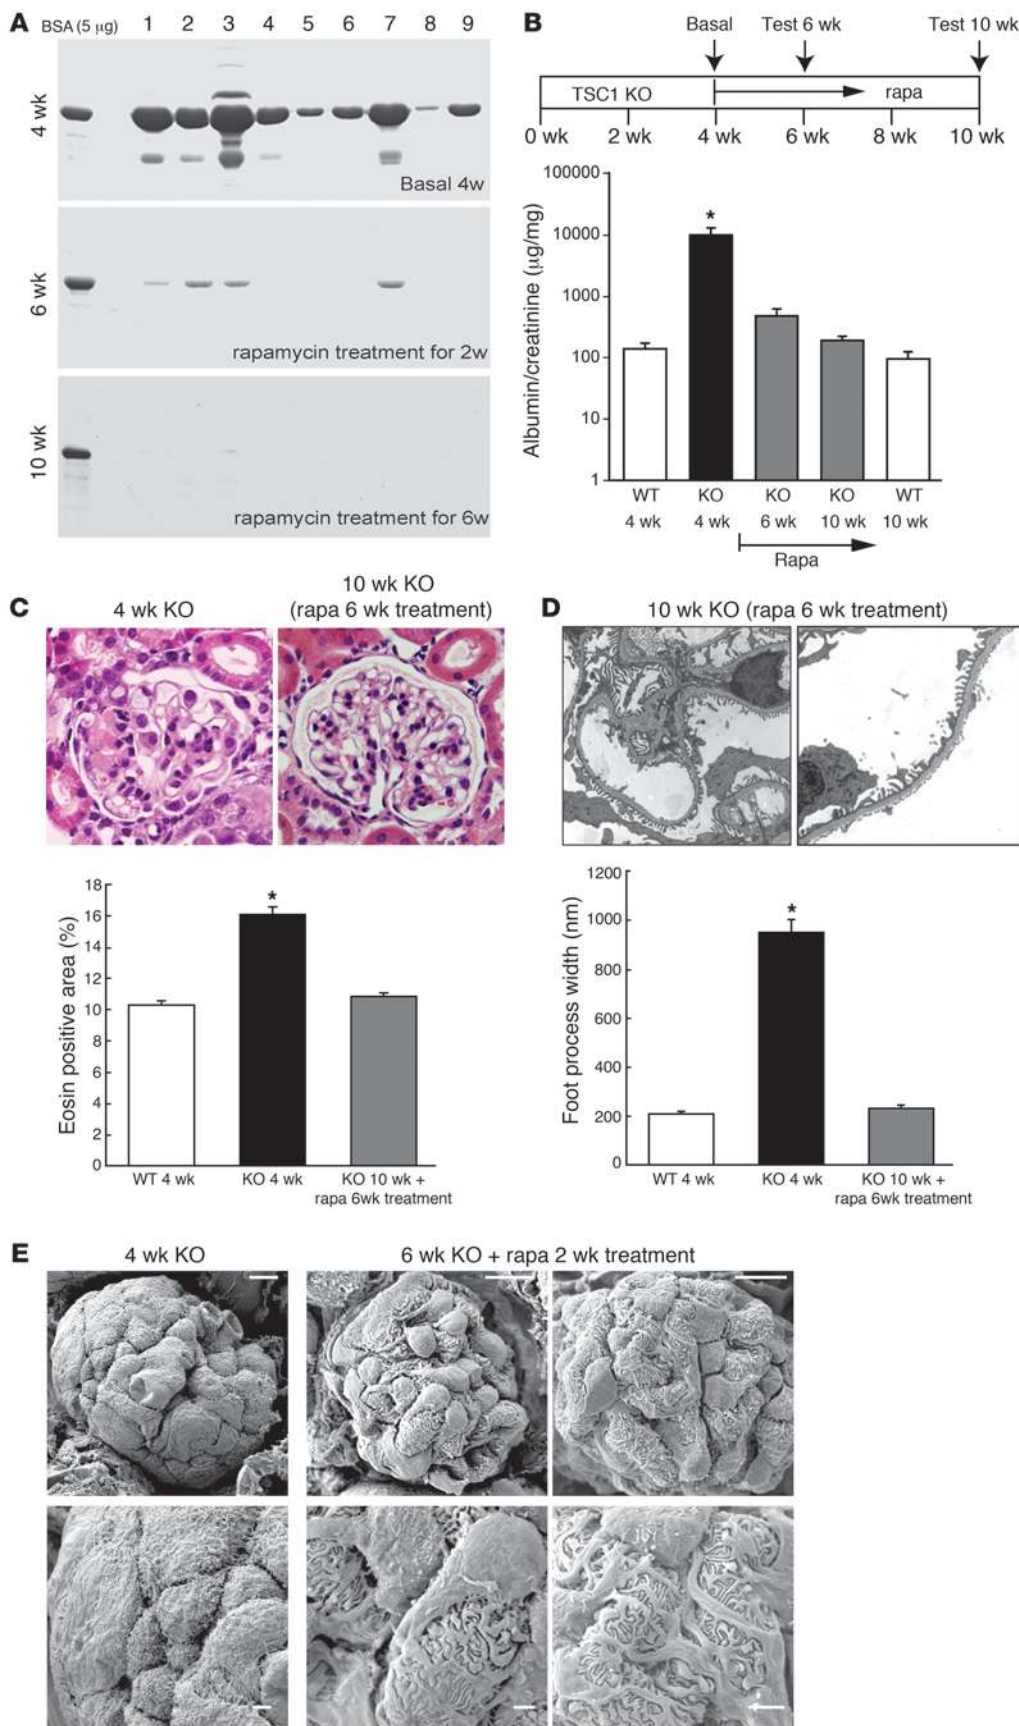 A
BSA (5 µg) 1 2 3 4 5 6 7 8 9
4 wk
Basal 4w
6 wk
rapamycin treatment for 2w
10 wk
rapamycin treatment for 6w
B
Basal Test 6 wk Test 10 wk
TSC1 KO rapa
0 wk 2 wk 4 wk 6 wk 8 wk 10 wk
Albumin/creatinine (µg/mg)
100000
10000
1000
100
10
1
*
WT KO KO KO WT
4 wk 4 wk 6 wk 10 wk 10 wk
Rapa
C
4 wk KO
10 wk KO
(rapa 6 wk treatment)
Eosin positive area (%)
18
16
14
12
10
8
6
4
2
0
*
WT 4 wk KO 4 wk KO 10 wk +
rapa 6wk treatment
D
10 wk KO (rapa 6 wk treatment)
Foot process width (nm)
1200
1000
800
600
400
200
0
*
WT 4 wk KO 4 wk KO 10 wk +
rapa 6wk treatment
E
4 wk KO 6 wk KO + rapa 2 wk treatment